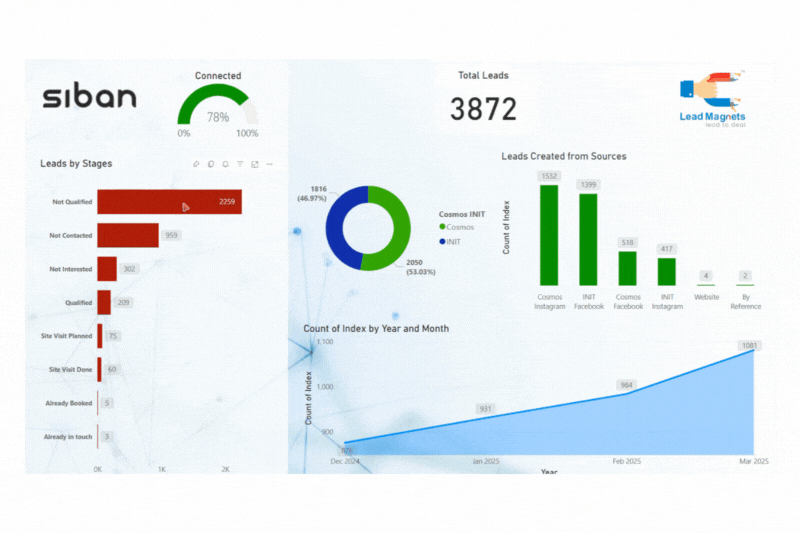 siban
Connected
78%
0%
100%
Total Leads
3872
Lead Magnets
lead to deal
Leads by Stages
Not Qualified
2259
Not Contacted
959
Not Interested
302
Qualified
209
Site Visit Planned
75
Site Visit Done
60
Already Booked
5
Already in touch
3
0K
1K
2K
1816
(46.97%)
2050
(53.03%)
Cosmos INIT
Cosmos
INIT
Leads Created from Sources
Count of Index
1532
1399
518
417
4
2
Cosmos
Instagram
INIT
Facebook
Cosmos
Facebook
INIT
Instagram
Website
By
Reference
Count of Index by Year and Month
Count of Index
1,100
1,000
900
876
931
984
1081
Dec 2024
Jan 2025
Feb 2025
Mar 2025
Year